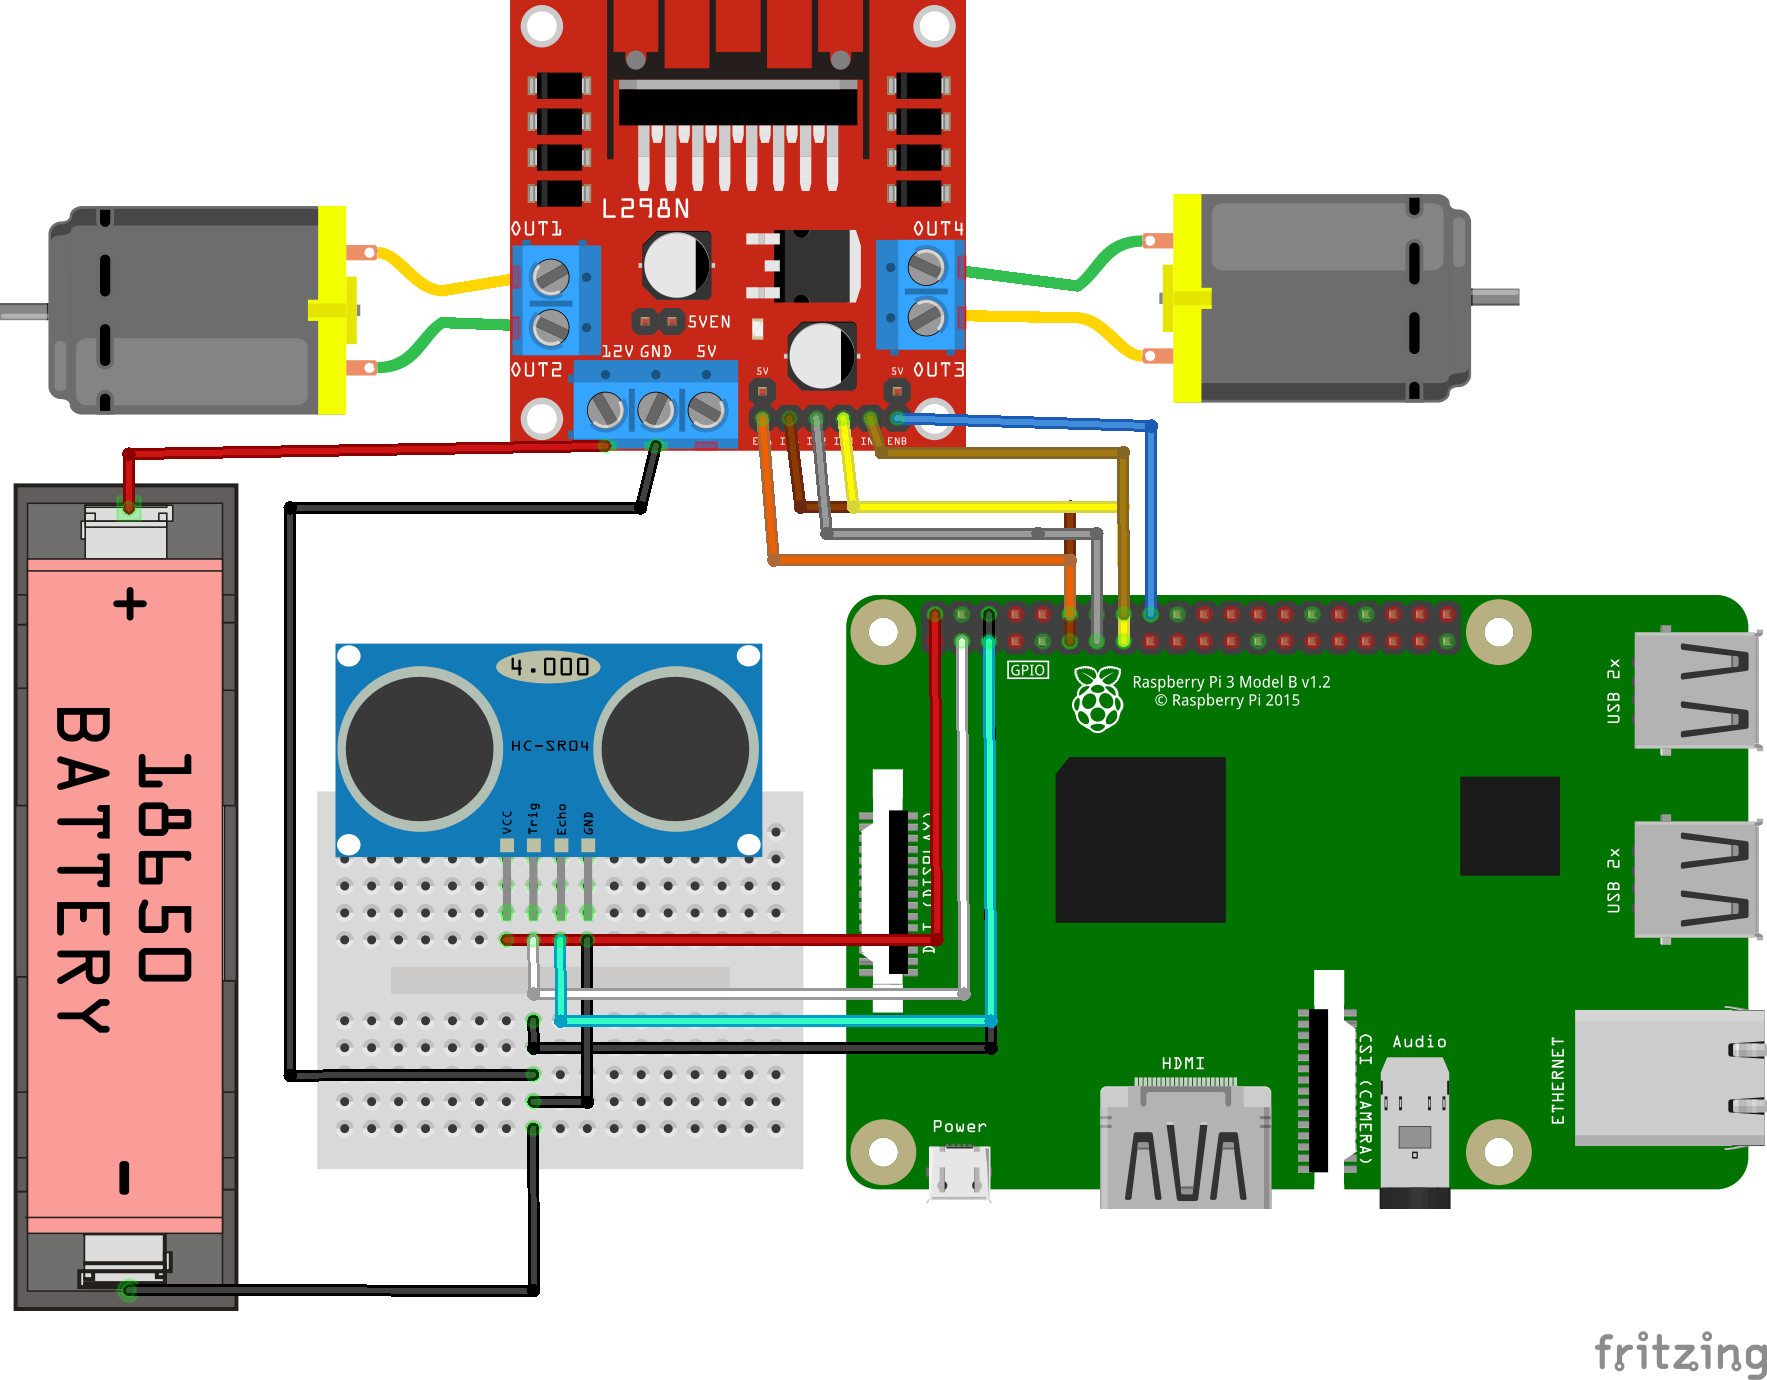 L298N
OUT1
OUT4
5VEN
12V GND 5V
OUT2
OUT3
5V
5V
ENB
+
18650
BATTERY
-
4.000
HC-SR04
VCC
Trig
Echo
GND
GPIO
Raspberry Pi 3 Model B v1.2
© Raspberry Pi 2015
USB 2x
USB 2x
HDMI
CSI (CAMERA)
Audio
ETHERNET
Power
fritzing